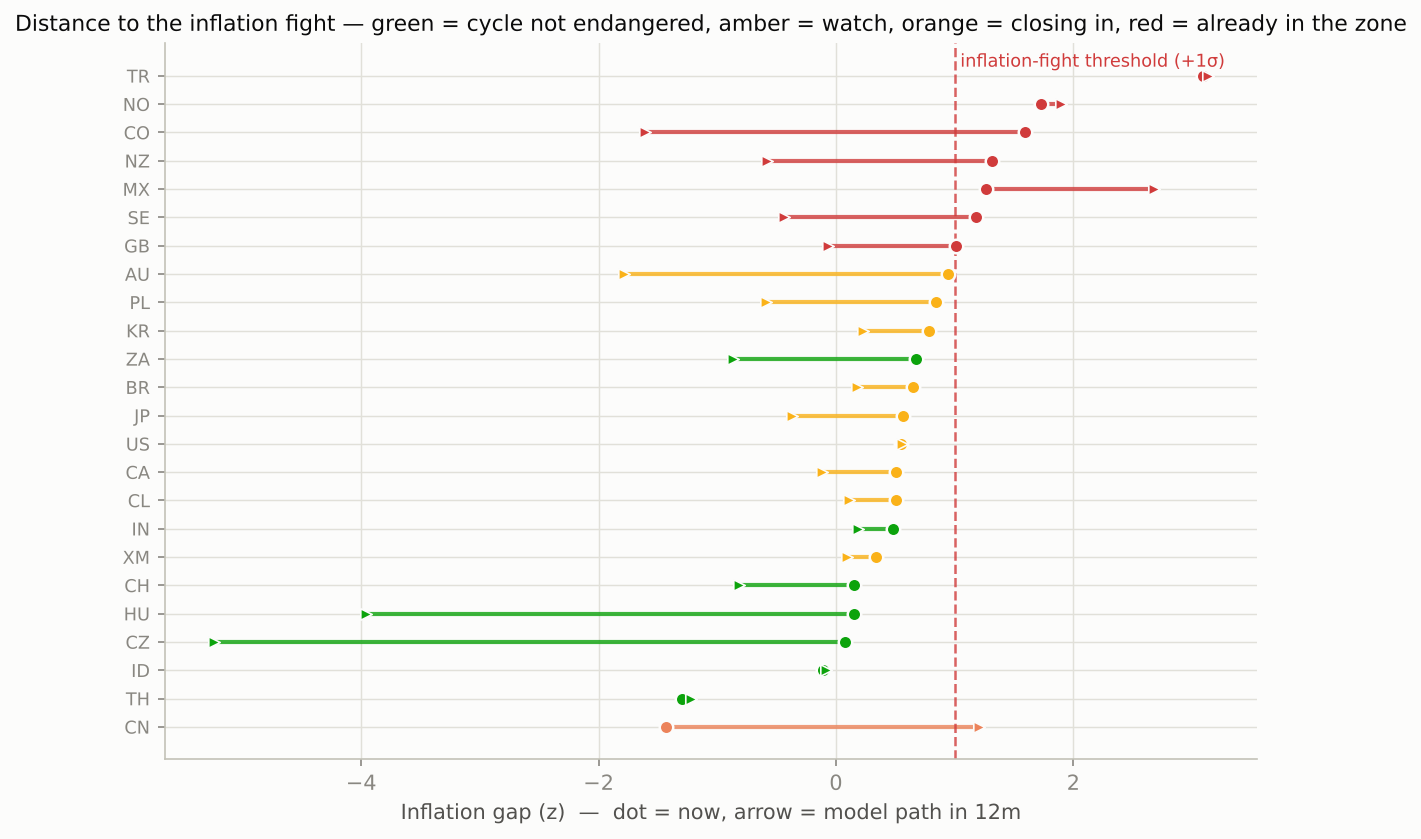 Distance to the inflation fight — green = cycle not endangered, amber = watch, orange = closing in, red = already in the zone
inflation-fight threshold (+1σ)
TR
NO
CO
NZ
MX
SE
GB
AU
PL
KR
ZA
BR
JP
US
CA
CL
IN
XM
CH
HU
CZ
ID
TH
CN
−4 −2 0 2
Inflation gap (z) — dot = now, arrow = model path in 12m